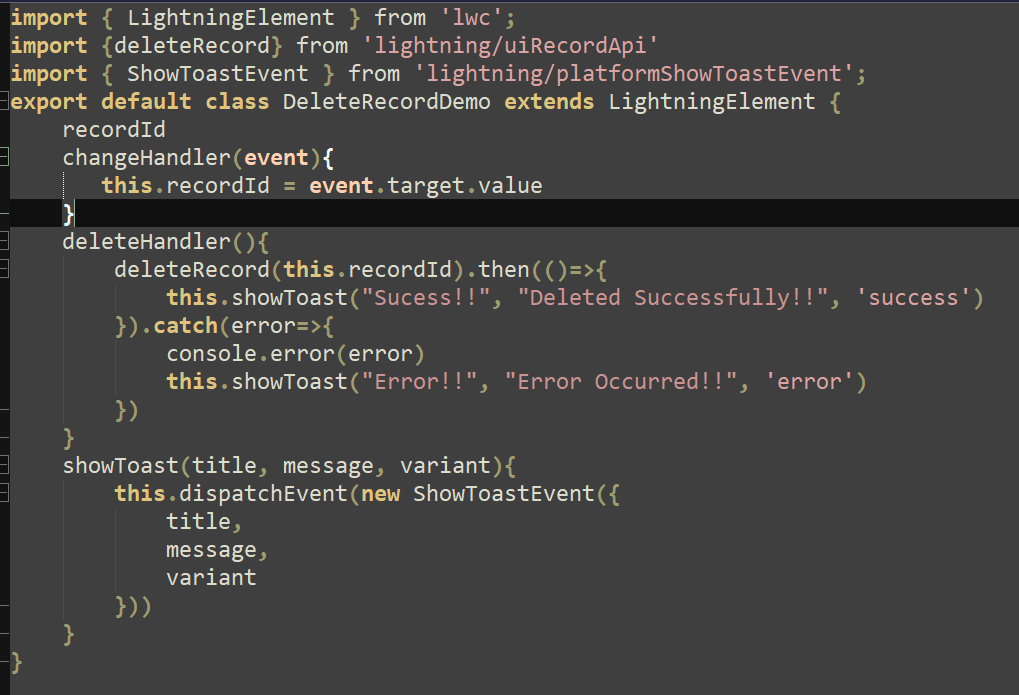 import { LightningElement } from 'lwc';
import {deleteRecord} from 'lightning/uiRecordApi'
import { ShowToastEvent } from 'lightning/platformShowToastEvent';
export default class DeleteRecordDemo extends LightningElement {
    recordId
    changeHandler(event){
       this.recordId = event.target.value
    }
    deleteHandler(){
        deleteRecord(this.recordId).then(()=>{
            this.showToast("Sucess!!", "Deleted Successfully!!", 'success')
        }).catch(error=>{
            console.error(error)
            this.showToast("Error!!", "Error Occurred!!", 'error')
        })
    }
    showToast(title, message, variant){
        this.dispatchEvent(new ShowToastEvent({
            title,
            message,
            variant
        }))
    }
}